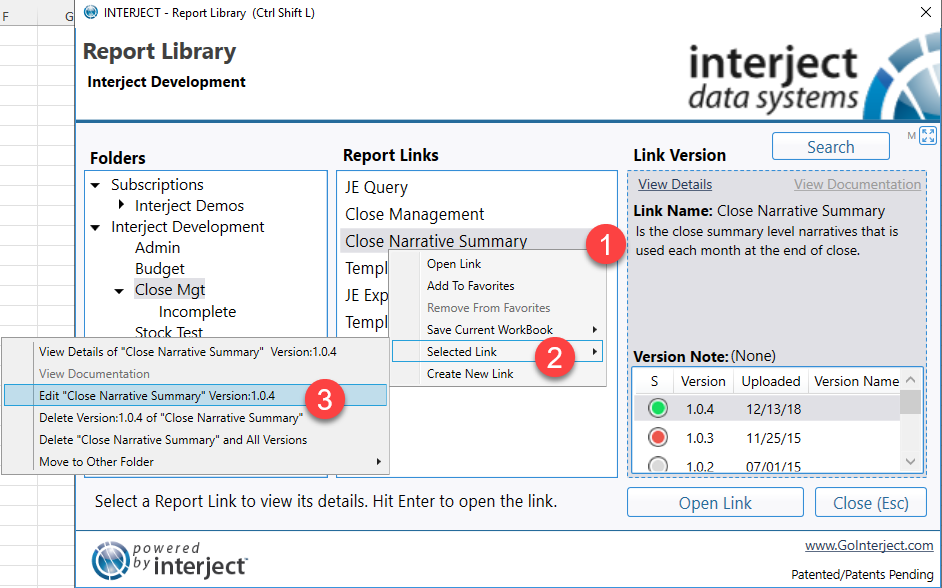 F
G
INTERJECT - Report Library (Ctrl Shift L)
Report Library
Interject Development
interject
data systems
Folders
Subscriptions
Interject Demos
Interject Development
Admin
Budget
Close Mgt
Incomplete
Stock Test
Report Links
JE Query
Close Management
Close Narrative Summary
1
Templ
JE Exp
Templ
Open Link
Add To Favorites
Remove From Favorites
Save Current WorkBook
Selected Link
2
Create New Link
View Details of "Close Narrative Summary" Version:1.0.4
View Documentation
Edit "Close Narrative Summary" Version:1.0.4
3
Delete Version:1.0.4 of "Close Narrative Summary"
Delete "Close Narrative Summary" and All Versions
Move to Other Folder
Link Version
Search
M
View Details View Documentation
Link Name: Close Narrative Summary
Is the close summary level narratives that is
used each month at the end of close.
Version Note: (None)
S Version Uploaded Version Name
1.0.4 12/13/18
1.0.3 11/25/15
1.0.2 07/01/15
Select a Report Link to view its details. Hit Enter to open the link.
Open Link
Close (Esc)
powered
by interject
www.GoInterject.com
Patented/Patents Pending